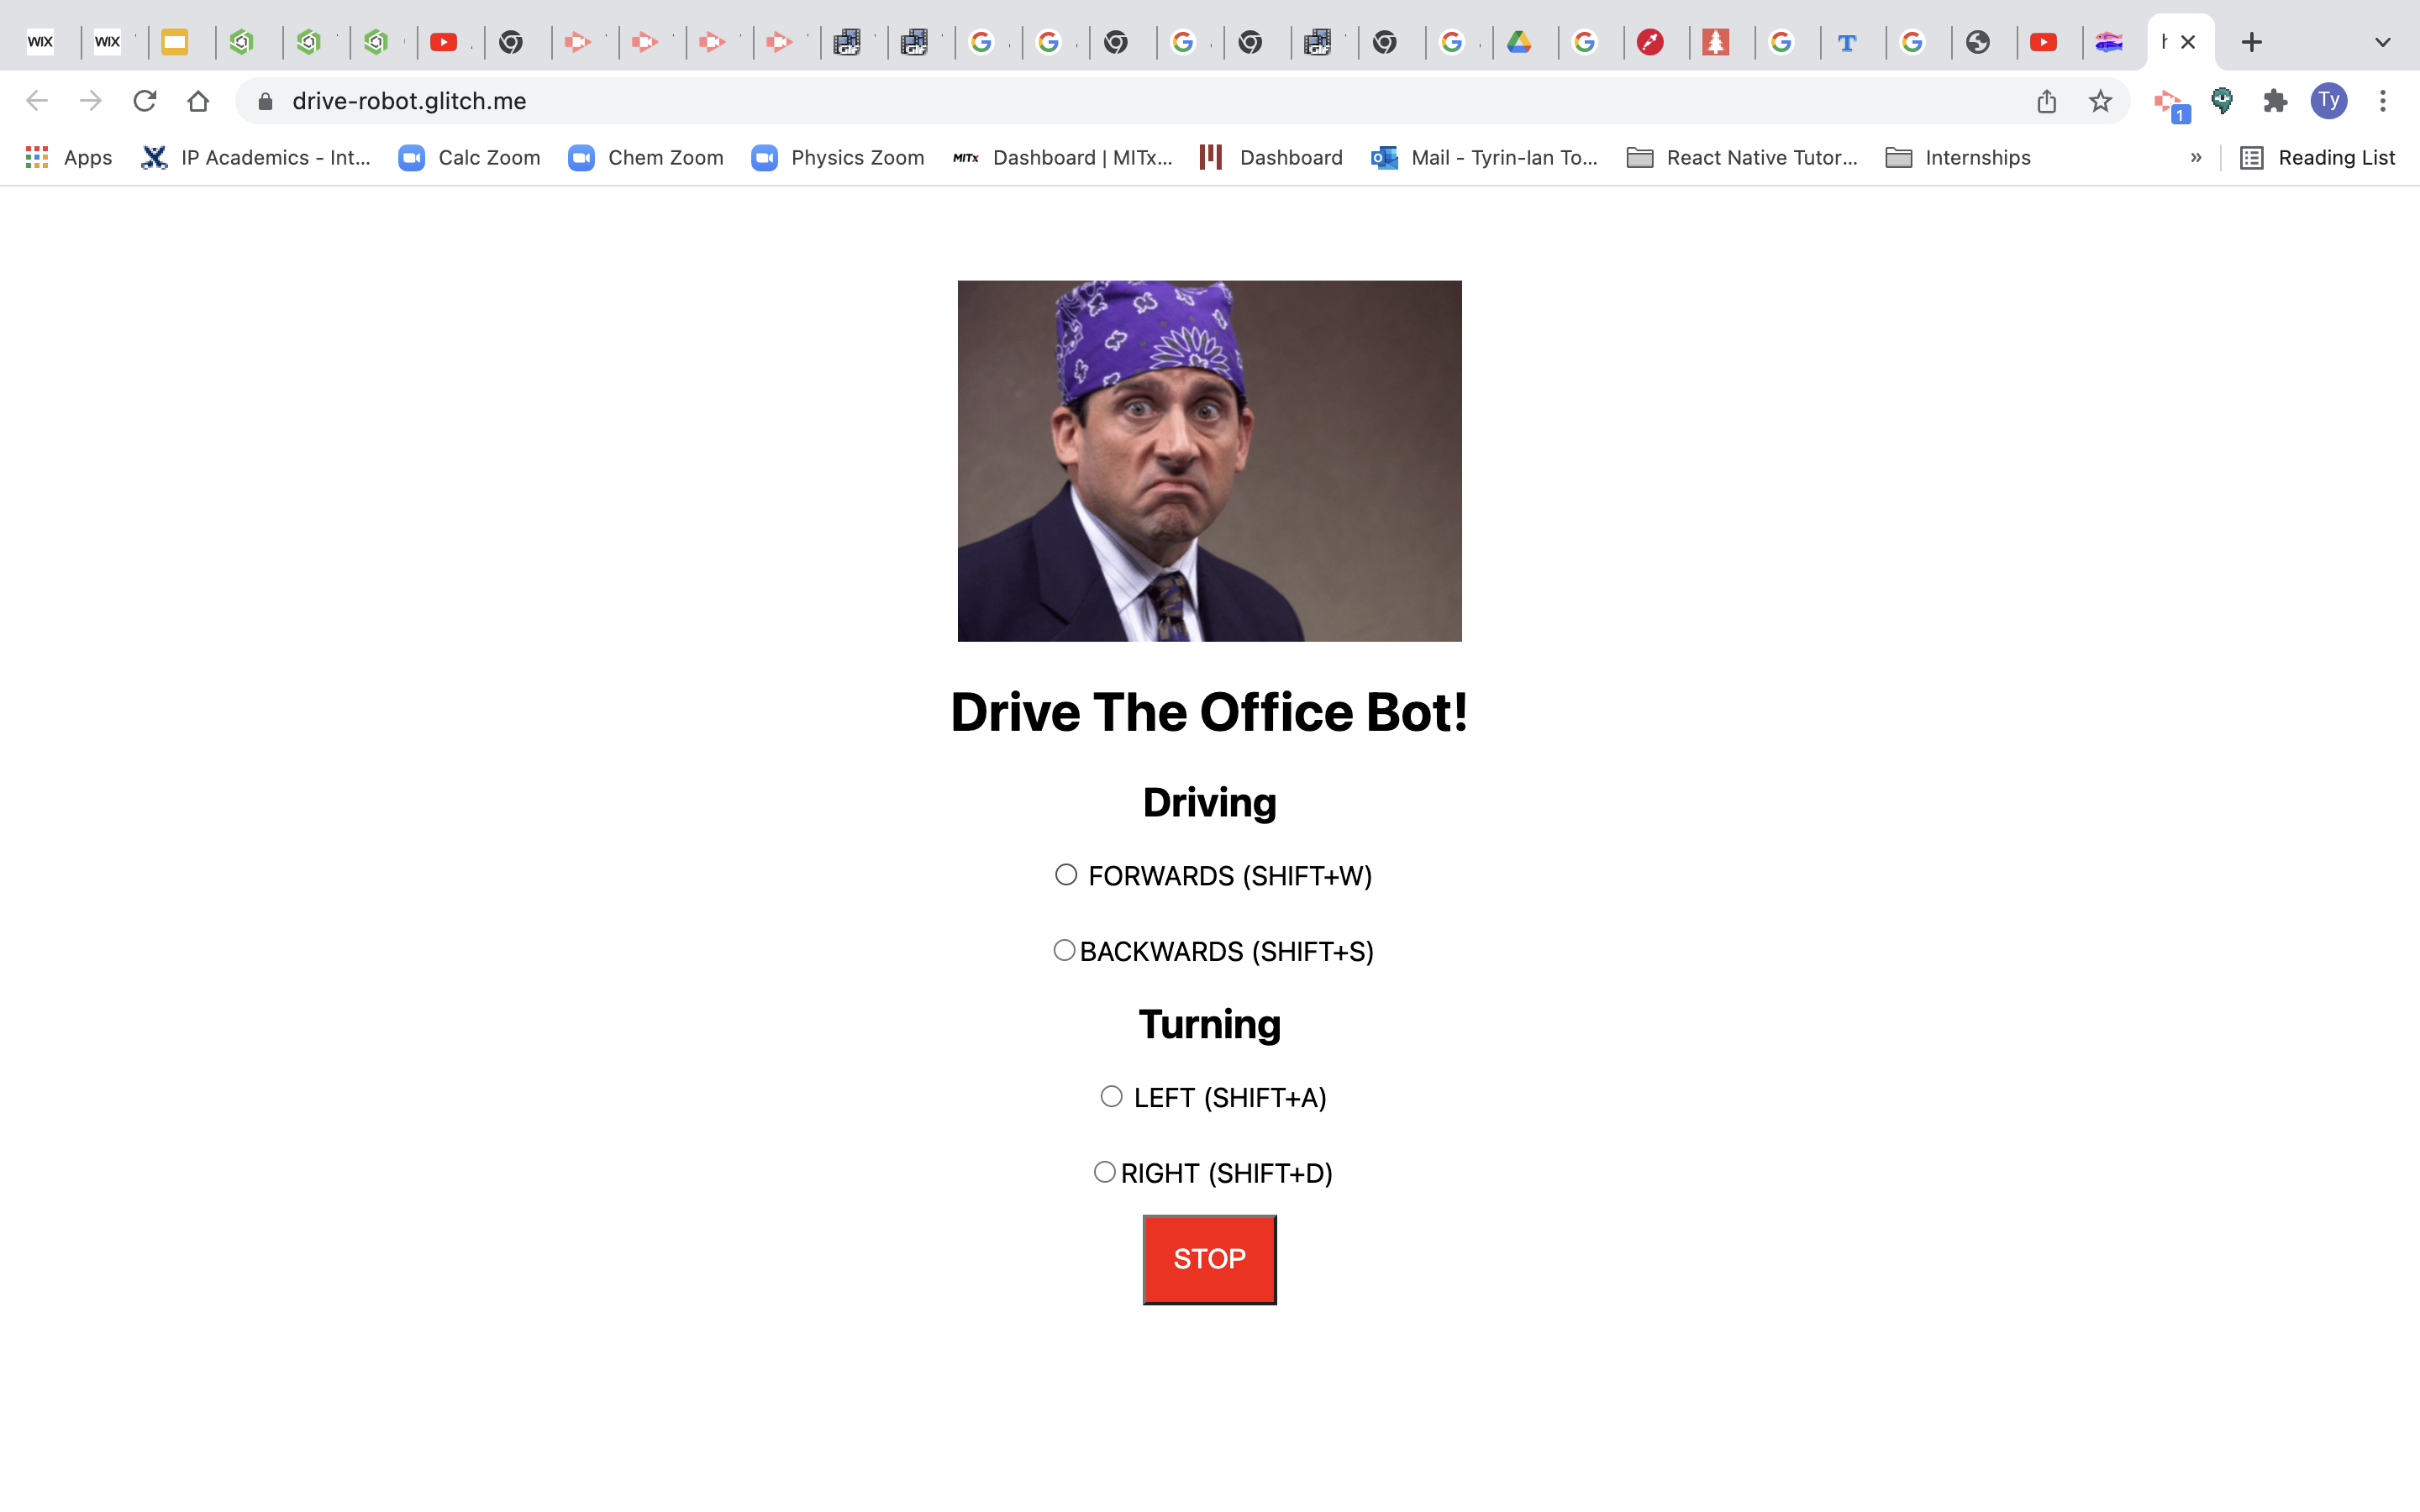 WIX WIX
drive-robot.glitch.me 1 Ty
Apps IP Academics - Int... Calc Zoom Chem Zoom Physics Zoom MITx Dashboard | MITx... Dashboard Mail - Tyrin-Ian To... React Native Tutor... Internships » Reading List
Drive The Office Bot!
Driving
FORWARDS (SHIFT+W)
BACKWARDS (SHIFT+S)
Turning
LEFT (SHIFT+A)
RIGHT (SHIFT+D)
STOP